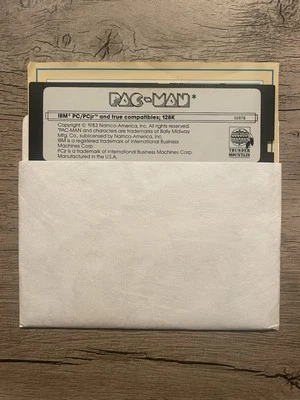 PAC-MAN*
IBM® PC/PCjr™ and true compatibles; 128K
Copyright © 1983 Namco-America, Inc. All rights reserved.
*PAC-MAN and characters are trademarks of Bally Midway
Mfg. Co., sublicensed by Namco-America, Inc.
IBM is a registered trademark of International Business
Machines Corp.
PCjr is a trademark of International Business Machines Corp.
Manufactured in the U.S.A.
THUNDER
MOUNTAIN